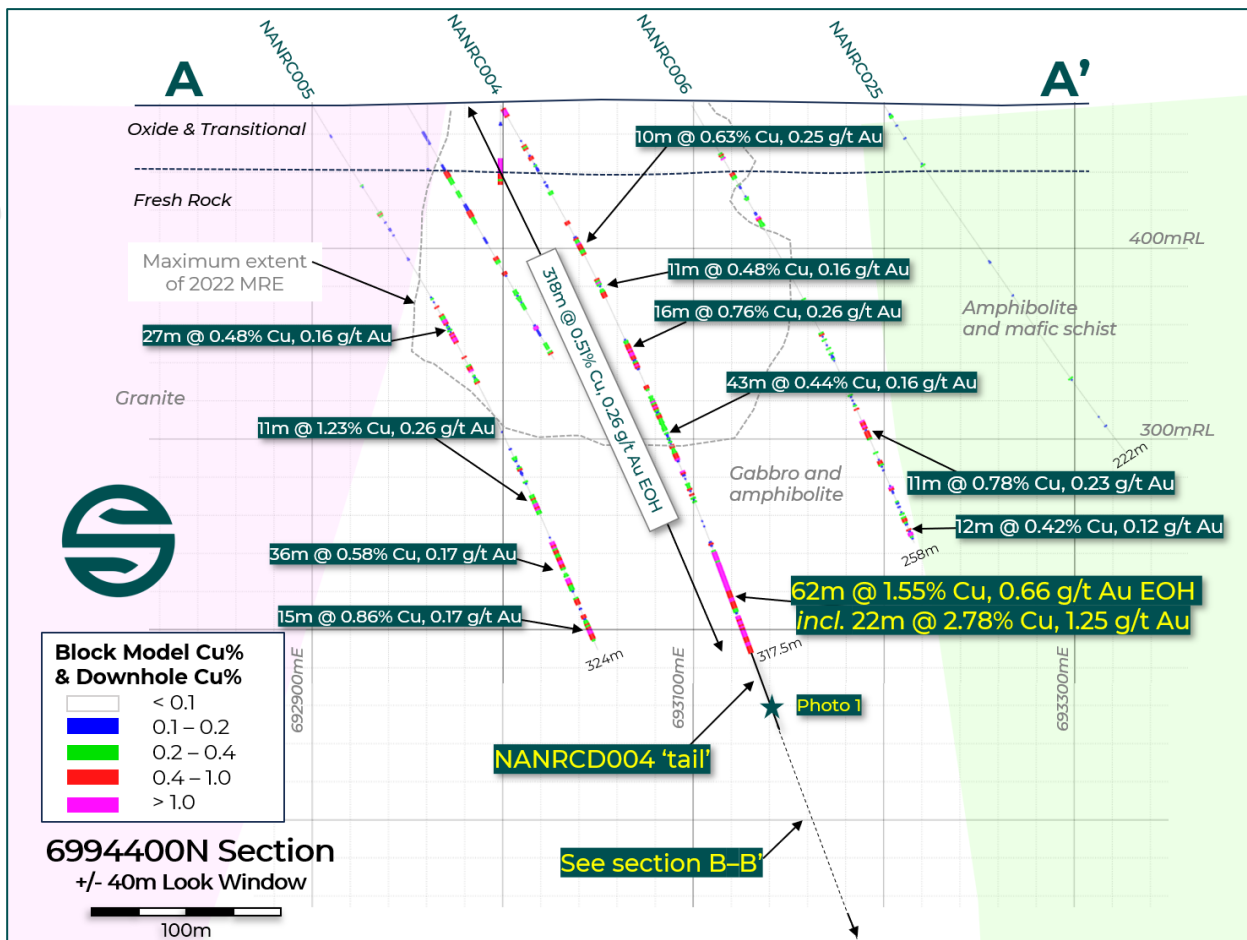 NANRC005
NANRC004
NANRC006
NANRC025
A
A’
Oxide & Transitional
10m @ 0.63% Cu, 0.25 g/t Au
Fresh Rock
400mRL
Maximum extent
of 2022 MRE
11m @ 0.48% Cu, 0.16 g/t Au
318m @ 0.51% Cu, 0.26 g/t Au EOH
16m @ 0.76% Cu, 0.26 g/t Au
Amphibolite
and mafic schist
27m @ 0.48% Cu, 0.16 g/t Au
43m @ 0.44% Cu, 0.16 g/t Au
Granite
11m @ 1.23% Cu, 0.26 g/t Au
300mRL
222m
Gabbro and
amphibolite
11m @ 0.78% Cu, 0.23 g/t Au
12m @ 0.42% Cu, 0.12 g/t Au
258m
36m @ 0.58% Cu, 0.17 g/t Au
62m @ 1.55% Cu, 0.66 g/t Au EOH
incl. 22m @ 2.78% Cu, 1.25 g/t Au
15m @ 0.86% Cu, 0.17 g/t Au
324m
317.5m
692900mE
693100mE
693300mE
Block Model Cu%
& Downhole Cu%
< 0.1
0.1 – 0.2
0.2 – 0.4
0.4 – 1.0
> 1.0
Photo 1
NANRCD004 ‘tail’
6994400N Section
+/- 40m Look Window
100m
See section B–B’